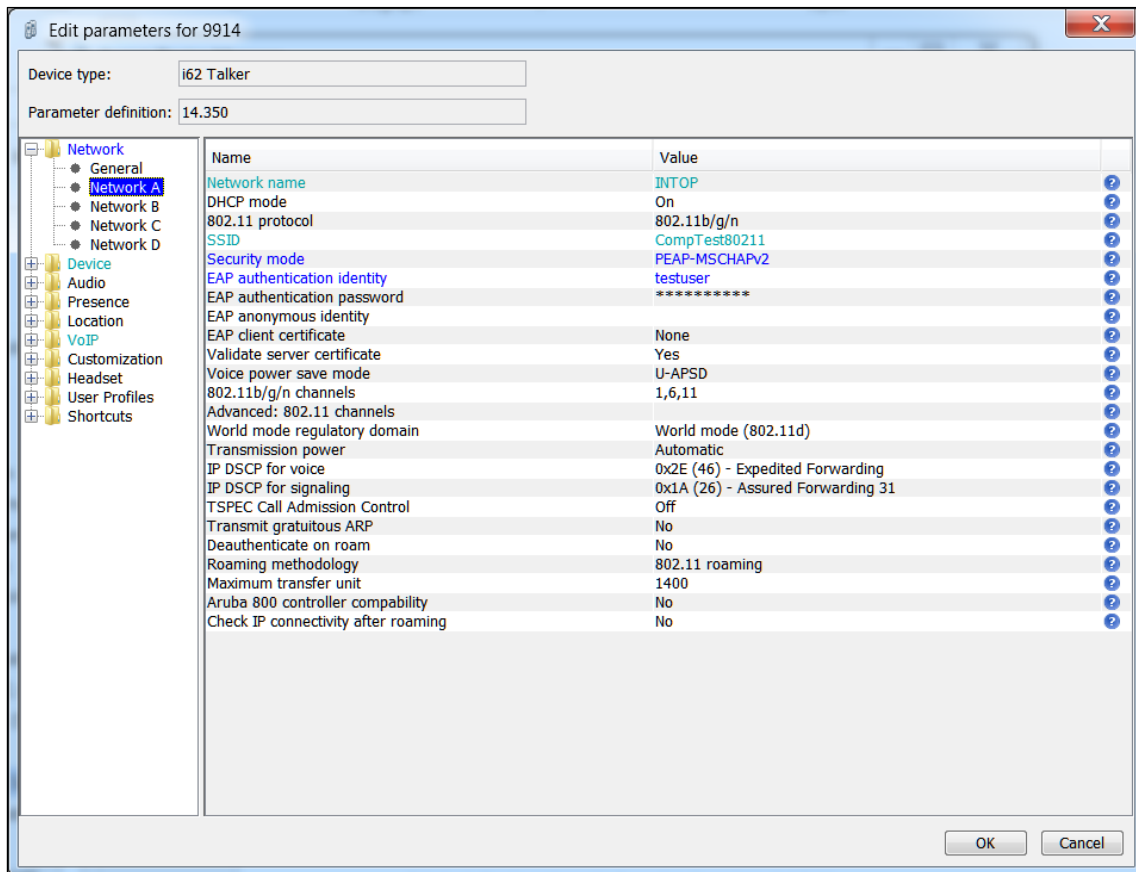 Edit parameters for 9914
X
Device type: i62 Talker
Parameter definition: 14.350
Network
General
Network A
Network B
Network C
Network D
Device
Audio
Presence
Location
VoIP
Customization
Headset
User Profiles
Shortcuts
Name Value
Network name INTOP
DHCP mode On
802.11 protocol 802.11b/g/n
SSID CompTest80211
Security mode PEAP-MSCHAPv2
EAP authentication identity testuser
EAP authentication password **********
EAP anonymous identity
EAP client certificate None
Validate server certificate Yes
Voice power save mode U-APSD
802.11b/g/n channels 1,6,11
Advanced: 802.11 channels
World mode regulatory domain World mode (802.11d)
Transmission power Automatic
IP DSCP for voice 0x2E (46) - Expedited Forwarding
IP DSCP for signaling 0x1A (26) - Assured Forwarding 31
TSPEC Call Admission Control Off
Transmit gratuitous ARP No
Deauthenticate on roam No
Roaming methodology 802.11 roaming
Maximum transfer unit 1400
Aruba 800 controller compability No
Check IP connectivity after roaming No
OK Cancel